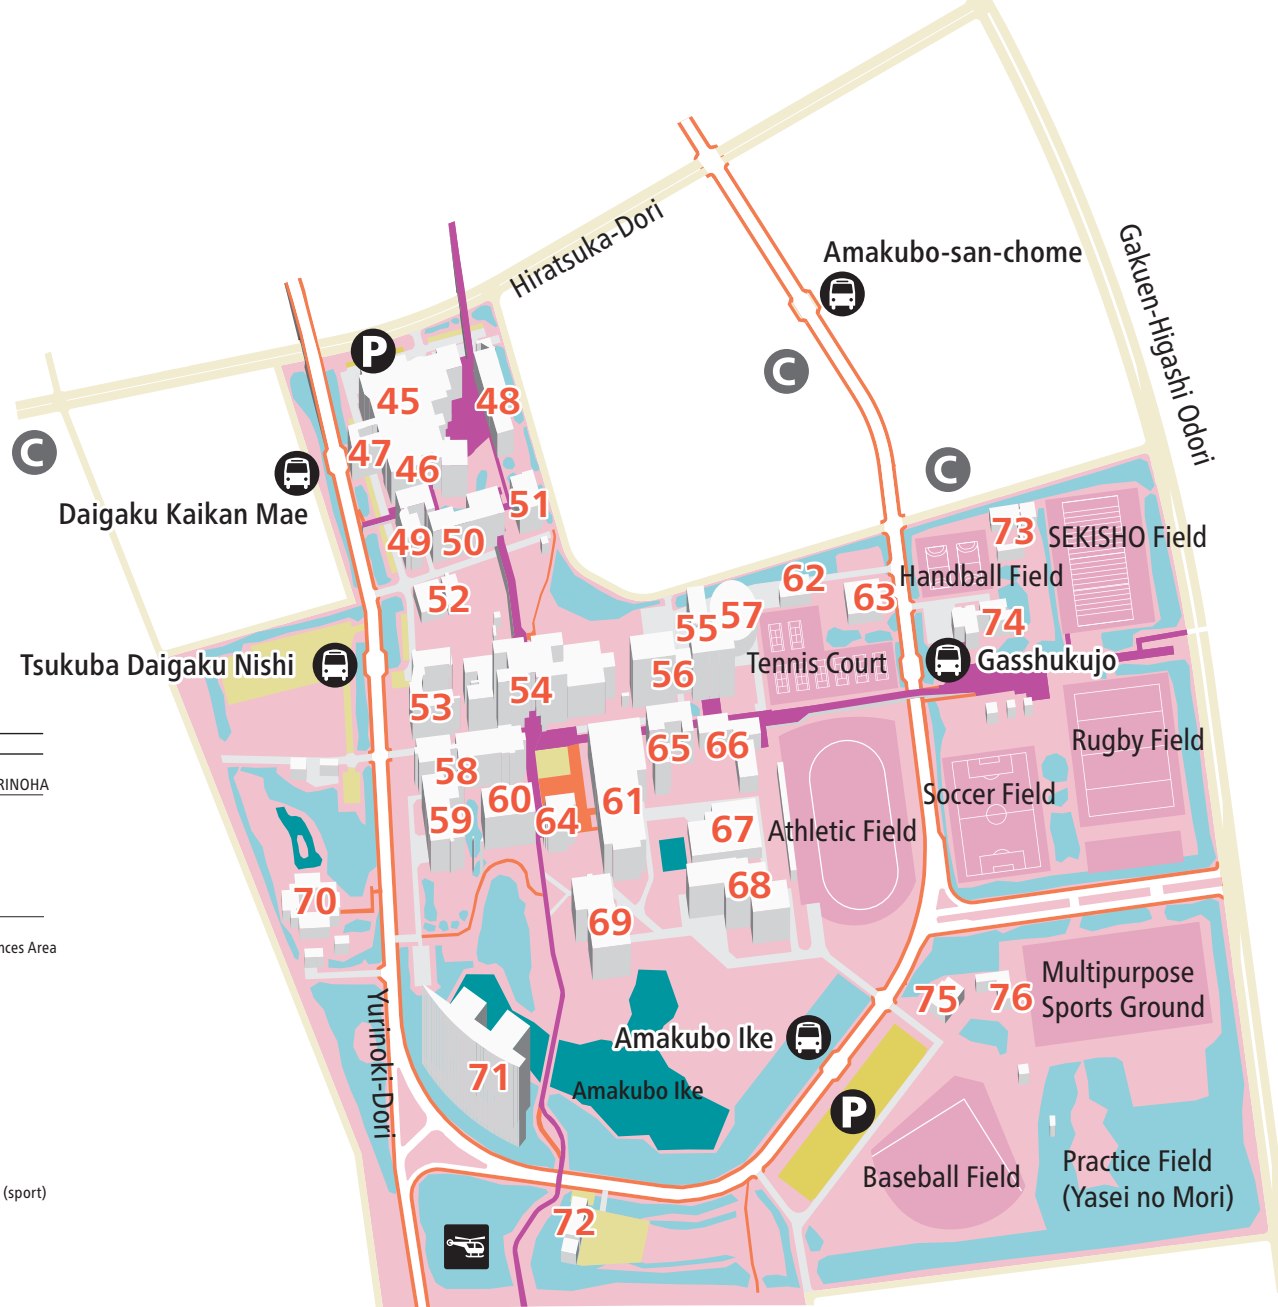 Hiratsuka-Dori
Amakubo-san-chome
Gakuen-Higashi Odori
P
C
45
48
C
47
46
C
Daigaku Kaikan Mae
51
49
50
73
SEKISHO Field
Handball Field
52
62
63
55
57
74
Tsukuba Daigaku Nishi
Tennis Court
Gasshukujo
56
54
53
65
66
Rugby Field
RINOHA
58
Soccer Field
59
60
61
64
67
Athletic Field
70
68
69
nces Area
Multipurpose
Sports Ground
75
76
Yurinoki-Dori
Amakubo Ike
71
Amakubo Ike
P
Baseball Field
Practice Field
(Yasei no Mori)
(sport)
72